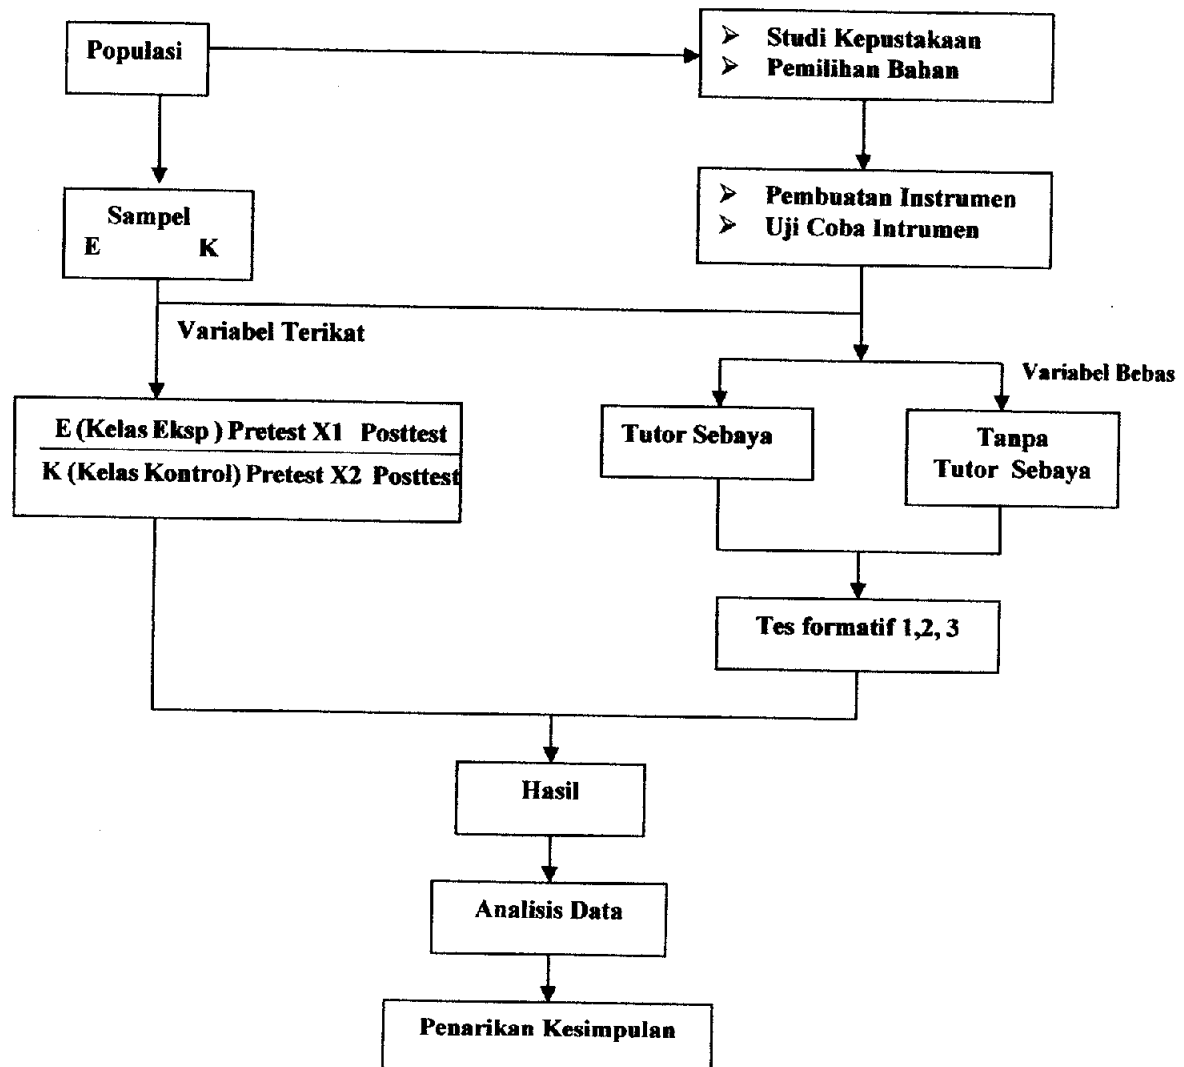 Populasi
➢ Studi Kepustakaan
➢ Pemilihan Bahan
Sampel
E K
➢ Pembuatan Instrumen
➢ Uji Coba Intrumen
Variabel Terikat
Variabel Bebas
E (Kelas Eksp ) Pretest X1 Posttest
K (Kelas Kontrol) Pretest X2 Posttest
Tutor Sebaya
Tanpa
Tutor Sebaya
Tes formatif 1,2, 3
Hasil
Analisis Data
Penarikan Kesimpulan